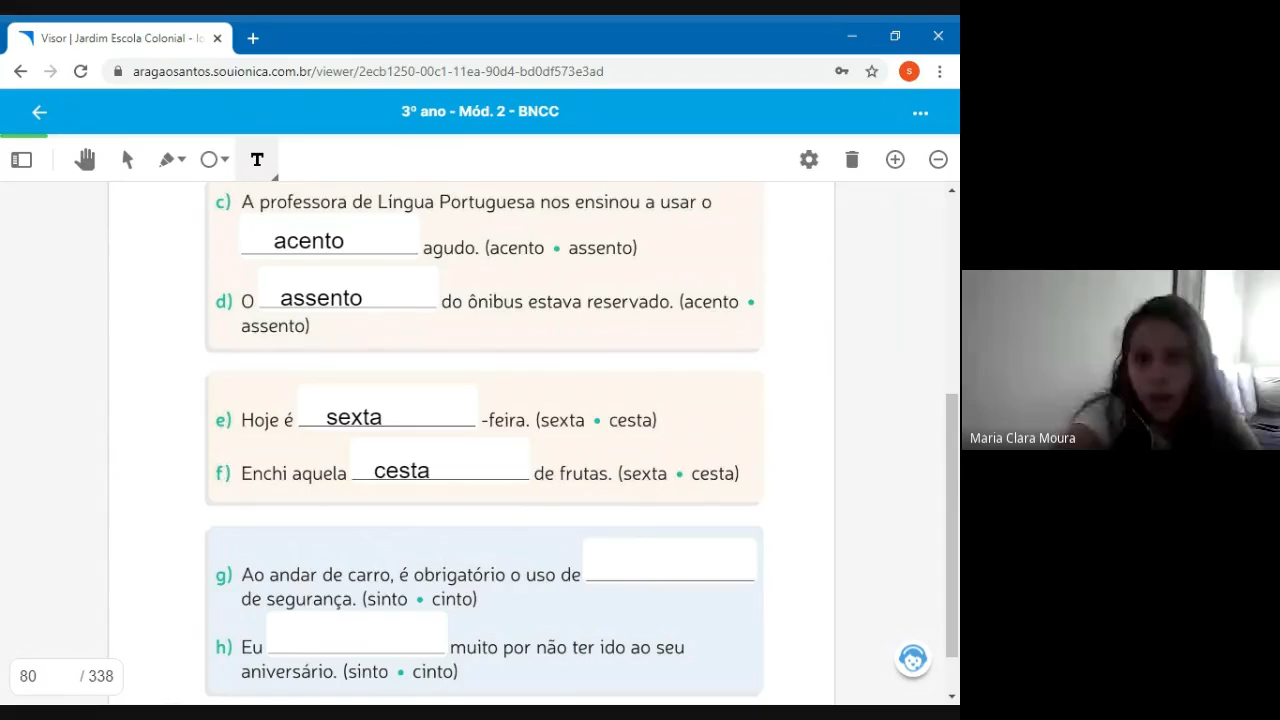 Visor | Jardim Escola Colonial - Io
aragaosantos.souionica.com.br/viewer/2ecb1250-00c1-11ea-90d4-bd0df573e3ad
S
3º ano - Mód. 2 - BNCC
T
c) A professora de Língua Portuguesa nos ensinou a usar o
acento agudo. (acento • assento)
d) O assento do ônibus estava reservado. (acento •
assento)
e) Hoje é sexta -feira. (sexta • cesta)
f) Enchi aquela cesta de frutas. (sexta • cesta)
g) Ao andar de carro, é obrigatório o uso de
de segurança. (sinto • cinto)
h) Eu muito por não ter ido ao seu
aniversário. (sinto • cinto)
80 / 338
Maria Clara Moura